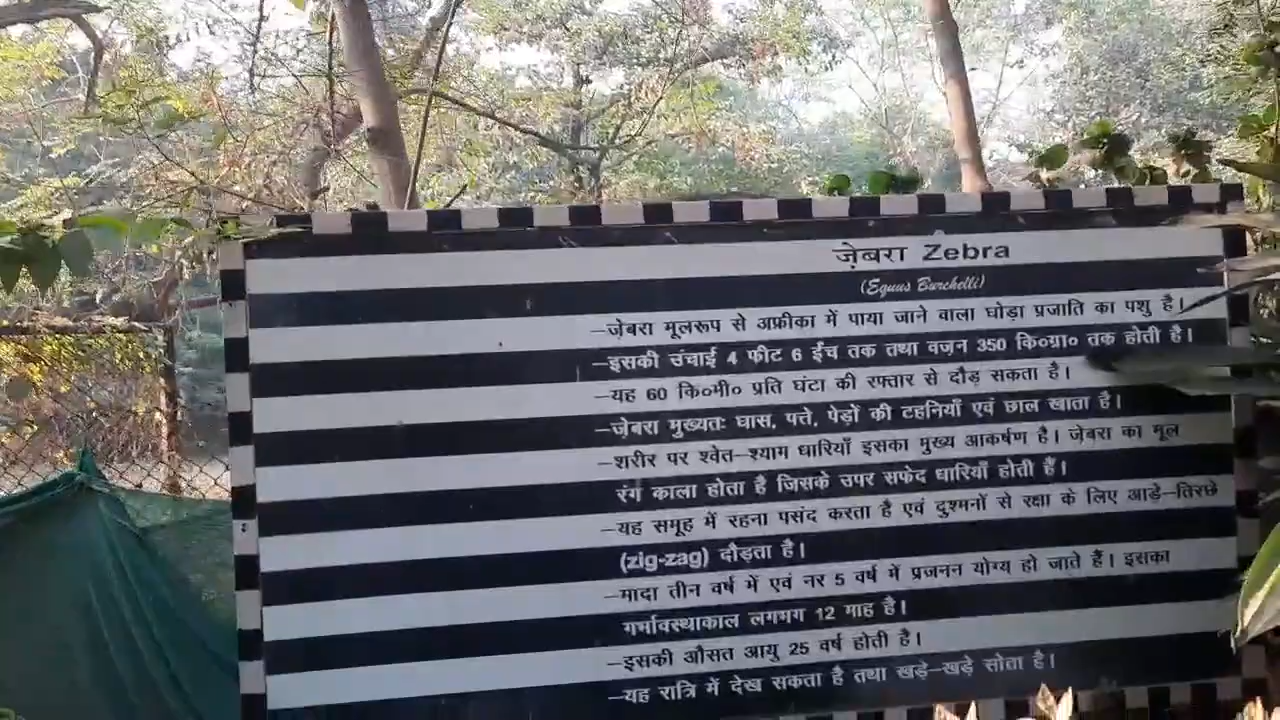 ज़ेबरा Zebra
(Equus Burchelli)
–ज़ेबरा मूलरूप से अफ्रीका में पाया जाने वाला घोड़ा प्रजाति का पशु है।
–इसकी उंचाई 4 फीट 6 ईंच तक तथा वज़न 350 कि०ग्रा० तक होती है।
–यह 60 कि०मी० प्रति घंटा की रफ्तार से दौड़ सकता है।
–ज़ेबरा मुख्यतः घास, पत्ते, पेड़ों की टहनियाँ एवं छाल खाता है।
–शरीर पर श्वेत–श्याम धारियाँ इसका मुख्य आकर्षण है। ज़ेबरा का मूल
रंग काला होता है जिसके उपर सफेद धारियाँ होती हैं।
–यह समूह में रहना पसंद करता है एवं दुश्मनों से रक्षा के लिए आड़े–तिरछे
(zig-zag) दौड़ता है।
–मादा तीन वर्ष में एवं नर 5 वर्ष में प्रजनन योग्य हो जाते हैं। इसका
गर्भावस्थाकाल लगभग 12 माह है।
–इसकी औसत आयु 25 वर्ष होती है।
–यह रात्रि में देख सकता है तथा खड़े–खड़े सोता है।